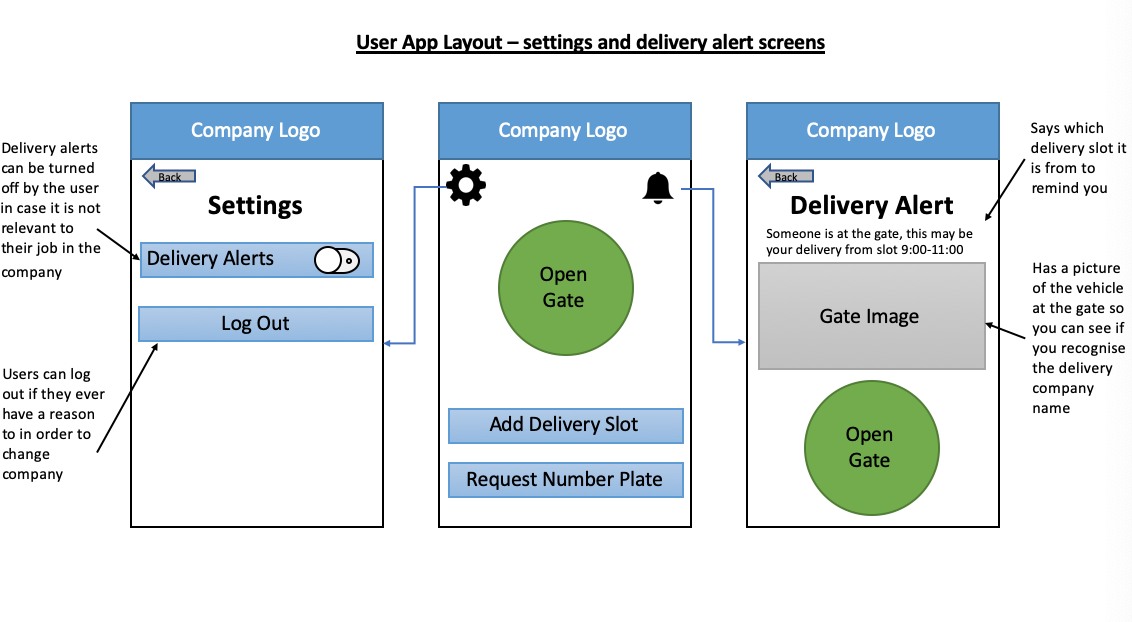 User App Layout – settings and delivery alert screens
Delivery alerts
can be turned
off by the user
in case it is not
relevant to
their job in the
company
Users can log
out if they ever
have a reason
to in order to
change
company
Company Logo
Back
Settings
Delivery Alerts
Log Out
Company Logo
Open
Gate
Add Delivery Slot
Request Number Plate
Company Logo
Back
Delivery Alert
Someone is at the gate, this may be
your delivery from slot 9:00-11:00
Gate Image
Open
Gate
Says which
delivery slot it
is from to
remind you
Has a picture
of the vehicle
at the gate so
you can see if
you recognise
the delivery
company
name